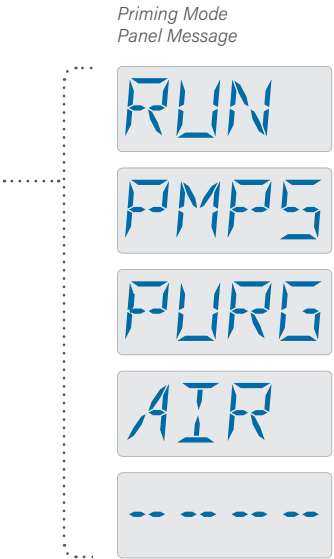 Priming Mode
Panel Message
RUN
PMPS
PURG
AIR
-- -- -- --